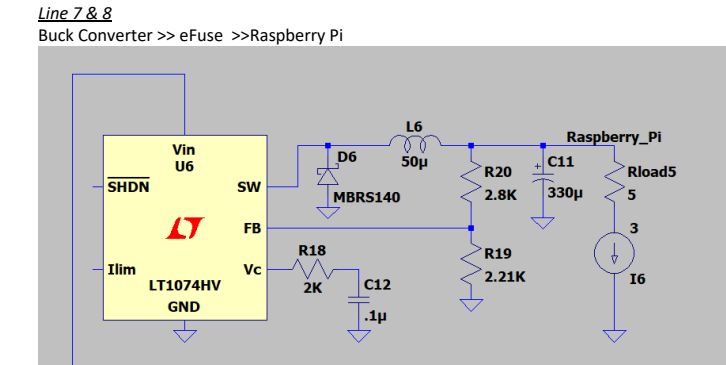 Line 7 & 8
Buck Converter >> eFuse >>Raspberry Pi
L6
50µ
Raspberry_Pi
Vin
U6
D6
MBRS140
R20
2.8K
C11
+
330µ
Rload5
5
SHDN
SW
FB
3
R18
2K
R19
2.21K
Ilim
Vc
I6
LT1074HV
C12
.1µ
GND